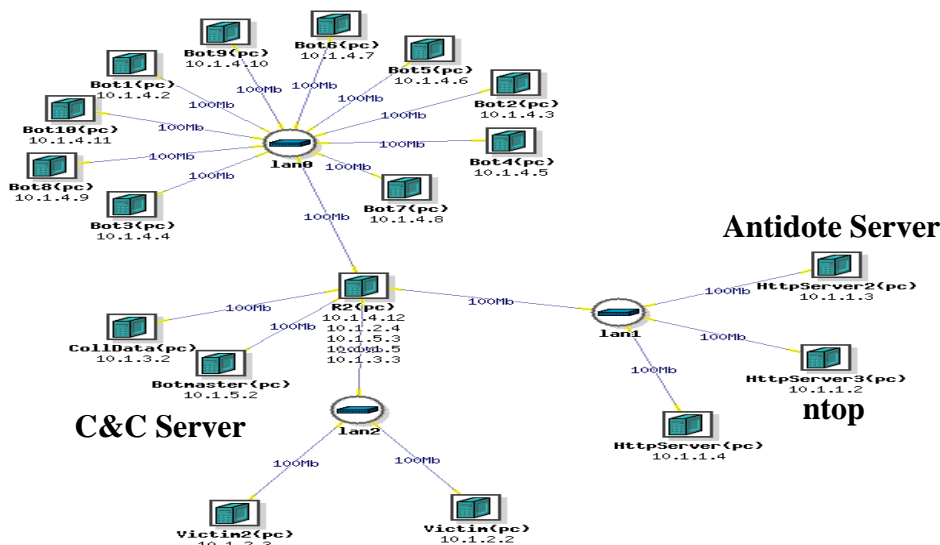 Bot6(pc)
10.1.4.7
Bot9(pc)
10.1.4.10
Bot5(pc)
10.1.4.6
Bot1(pc)
10.1.4.2
Bot2(pc)
10.1.4.3
Bot10(pc)
10.1.4.11
Bot4(pc)
10.1.4.5
Bot8(pc)
10.1.4.9
Bot7(pc)
10.1.4.8
Bot3(pc)
10.1.4.4
100Mb
100Mb
100Mb
100Mb
100Mb
100Mb
100Mb
100Mb
100Mb
100Mb
lan0
100Mb
Antidote Server
HttpServer2(pc)
10.1.1.3
100Mb
R2(pc)
10.1.4.12
10.1.2.4
10.1.5.3
10.1.3.3
100Mb
100Mb
100Mb
lan1
100Mb
100Mb
CollData(pc)
10.1.3.2
Botmaster(pc)
10.1.5.2
HttpServer3(pc)
10.1.1.2
ntop
HttpServer(pc)
10.1.1.4
C&C Server
lan2
100Mb
100Mb
Victim2(pc)
Victim(pc)
10.1.2.2